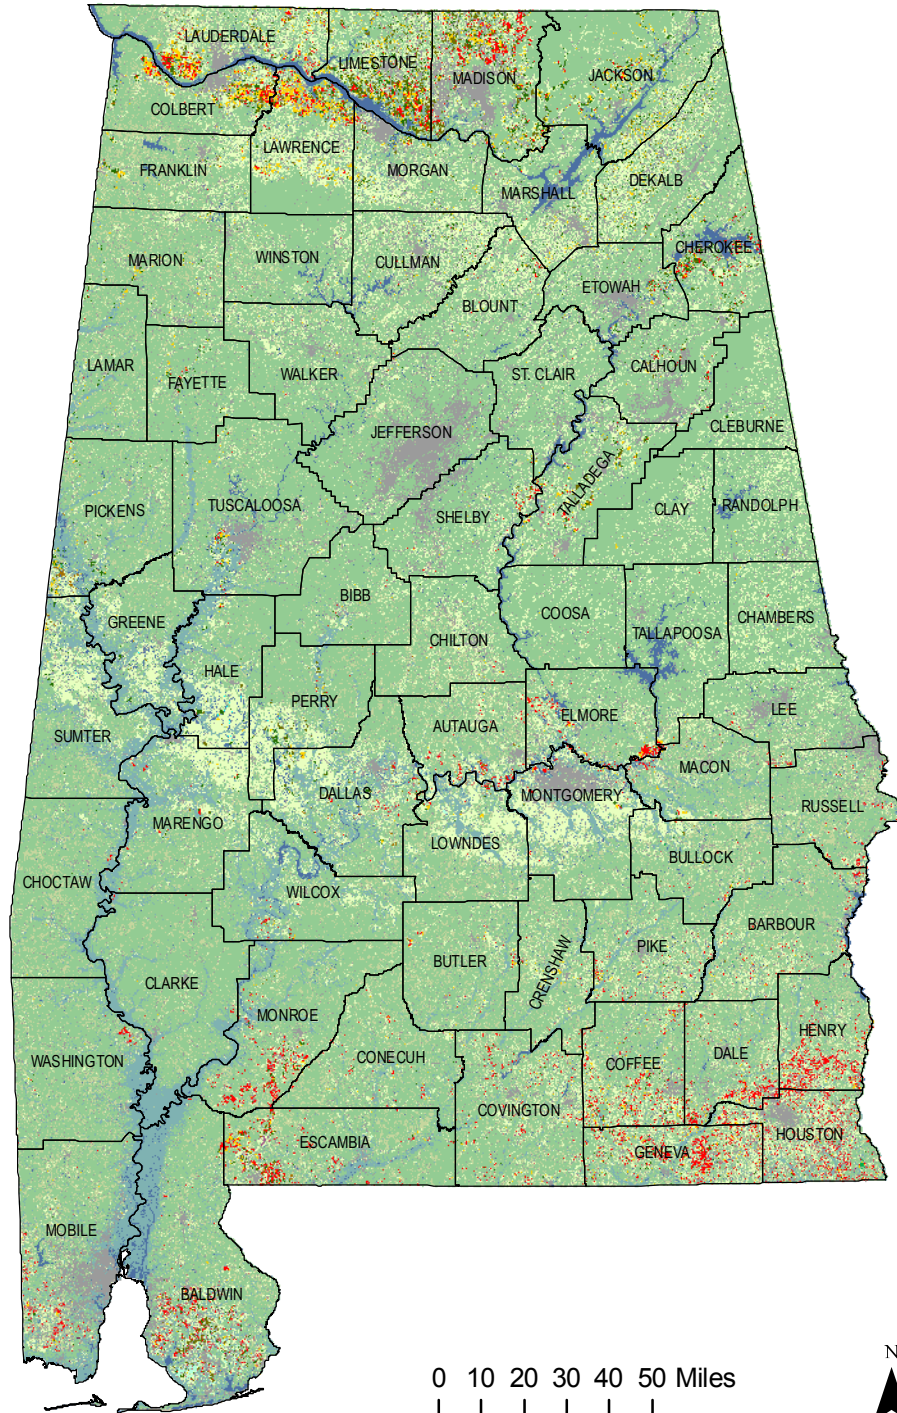 LAUDERDALE
LIMESTONE
MADISON
JACKSON
COLBERT
LAWRENCE
FRANKLIN
MORGAN
MARSHALL
DEKALB
CHEROKEE
MARION
WINSTON
CULLMAN
ETOWAH
BLOUNT
LAMAR
FAYETTE
WALKER
ST. CLAIR
CALHOUN
CLEBURNE
JEFFERSON
TALLADEGA
PICKENS
TUSCALOOSA
SHELBY
CLAY
RANDOLPH
BIBB
GREENE
HALE
CHILTON
COOSA
TALLAPOOSA
CHAMBERS
PERRY
SUMTER
AUTAUGA
ELMORE
LEE
MACON
DALLAS
MONTGOMERY
RUSSELL
MARENGO
LOWNDES
BULLOCK
CHOCTAW
WILCOX
BARBOUR
CLARKE
BUTLER
CRENSHAW
PIKE
MONROE
WASHINGTON
CONECUH
COFFEE
DALE
HENRY
COVINGTON
ESCAMBIA
GENEVA
HOUSTON
MOBILE
BALDWIN
0 10 20 30 40 50 Miles
N